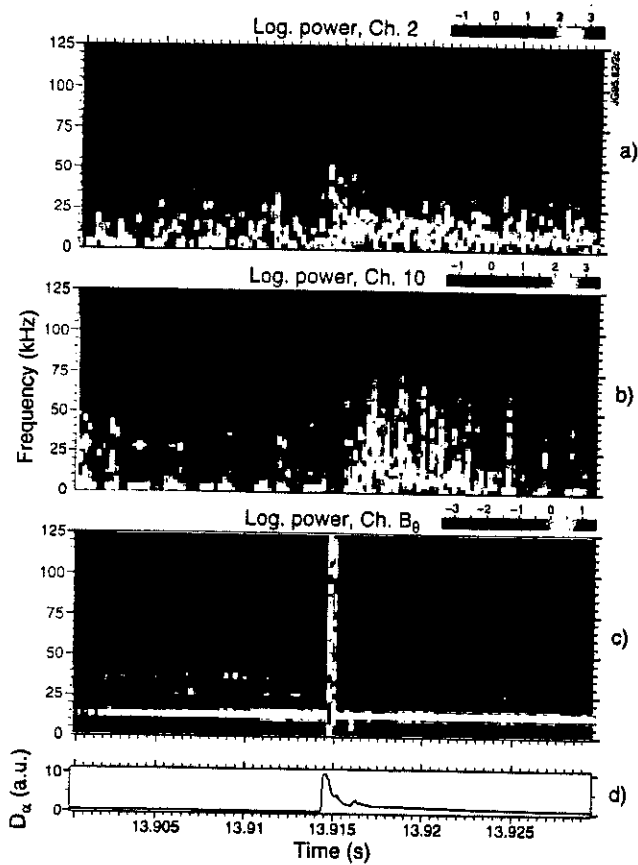 Log. power, Ch. 2
-1 0 1 2 3
125
100
75
50
25
0
a)
Log. power, Ch. 10
-1 0 1 2 3
125
100
75
50
25
0
b)
Frequency (kHz)
Log. power, Ch. Bθ
-3 -2 -1 0 1
125
100
75
50
25
0
c)
10
0
Dα (a.u.)
d)
13.905 13.91 13.915 13.92 13.925
Time (s)